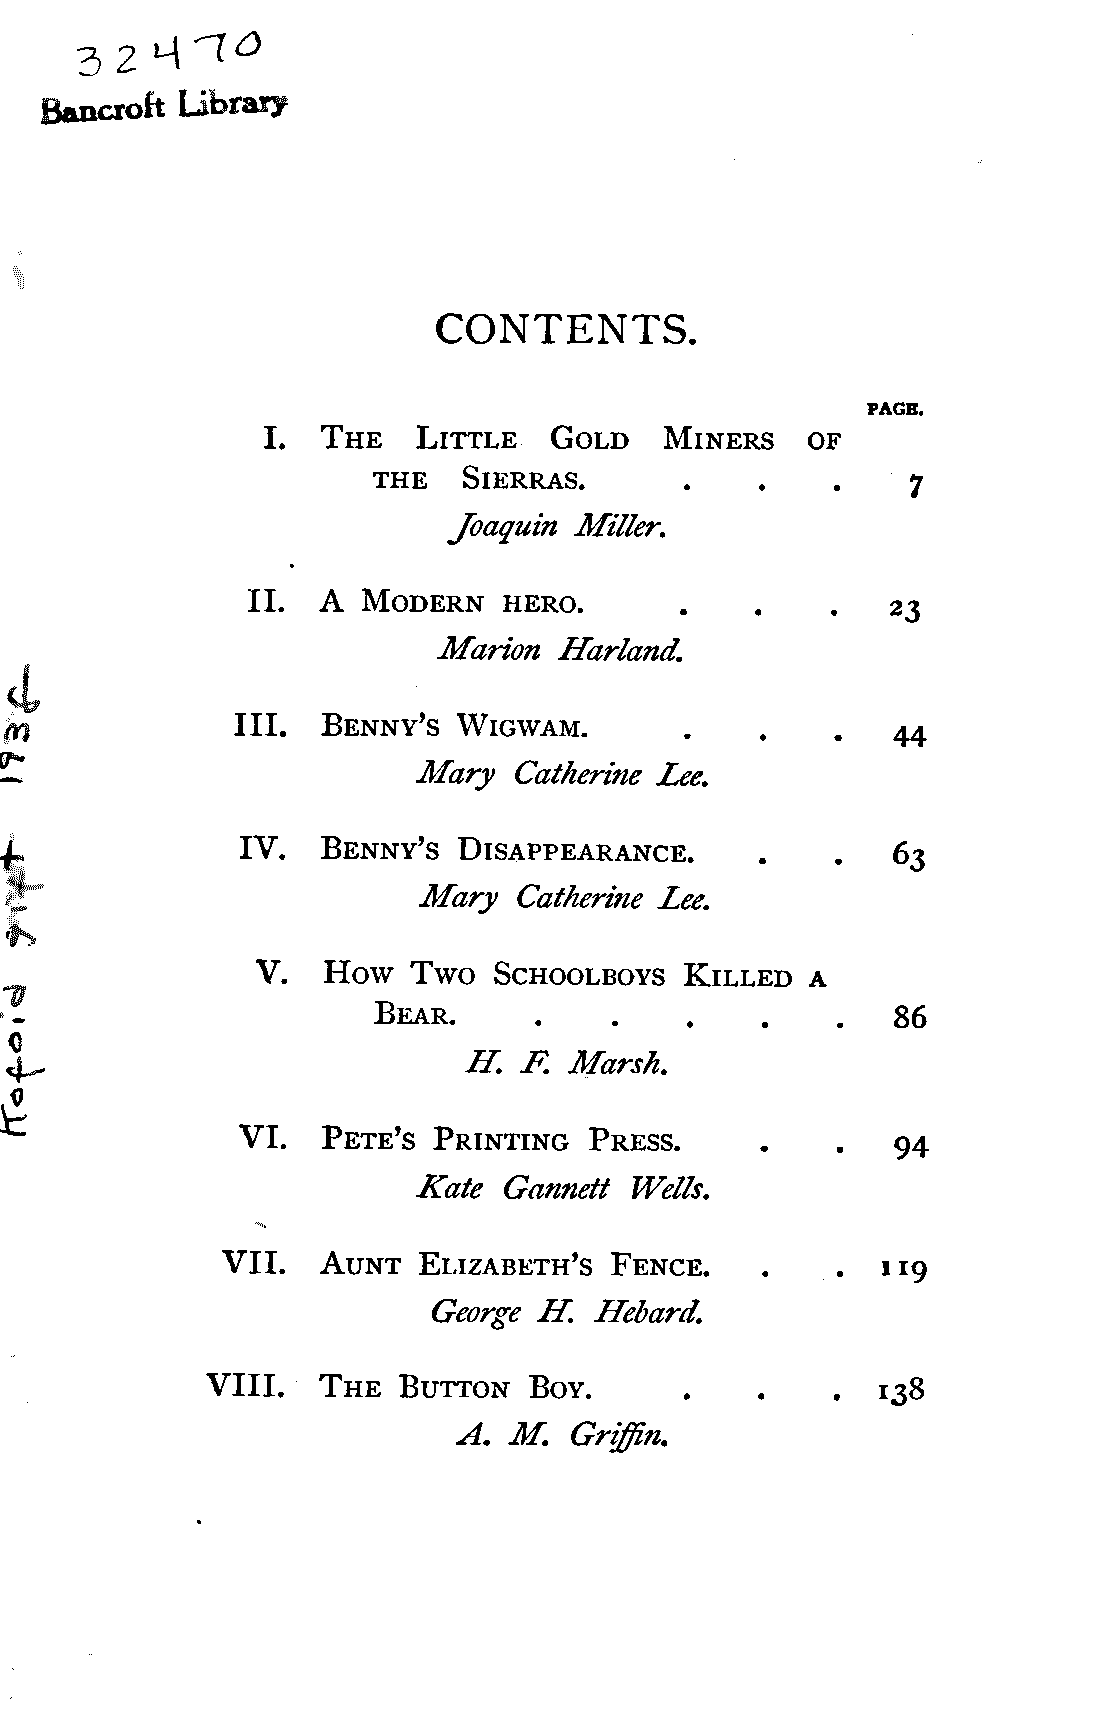 32470
Bancroft Library
CONTENTS.
PAGE.
I. THE LITTLE GOLD MINERS OF
THE SIERRAS. . . . 7
Joaquin Miller.
II. A MODERN HERO. . . . 23
Marion Harland.
III. BENNY'S WIGWAM. . . . 44
Mary Catherine Lee.
IV. BENNY'S DISAPPEARANCE. . . 63
Mary Catherine Lee.
V. HOW TWO SCHOOLBOYS KILLED A
BEAR. . . . . . 86
H. F. Marsh.
VI. PETE'S PRINTING PRESS. . . 94
Kate Gannett Wells.
VII. AUNT ELIZABETH'S FENCE. . . 119
George H. Hebard.
VIII. THE BUTTON BOY. . . . 138
A. M. Griffin.
Kofoid gift